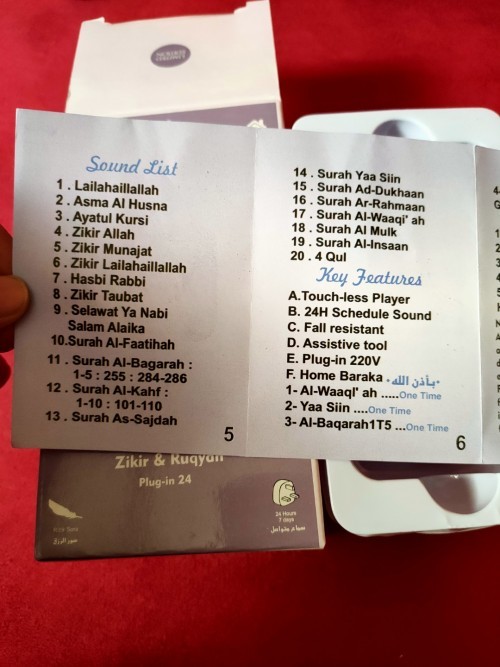 Sound List
1 . Lailahaillallah
2 . Asma Al Husna
3 . Ayatul Kursi
4 . Zikir Allah
5 . Zikir Munajat
6 . Zikir Lailahaillallah
7 . Hasbi Rabbi
8 . Zikir Taubat
9 . Selawat Ya Nabi
Salam Alaika
10.Surah Al-Faatihah
11 . Surah Al-Bagarah :
1-5 : 255 : 284-286
12 . Surah Al-Kahf :
1-10 : 101-110
13 . Surah As-Sajdah
5
14 . Surah Yaa Siin
15 . Surah Ad-Dukhaan
16 . Surah Ar-Rahmaan
17 . Surah Al-Waaqi' ah
18 . Surah Al Mulk
19 . Surah Al-Insaan
20 . 4 Qul
Key Features
A.Touch-less Player
B. 24H Schedule Sound
C. Fall resistant
D. Assistive tool
E. Plug-in 220V
F. Home Baraka بـأذن الله
1- Al-Waaqi' ah .....One Time
2- Yaa Siin ....One Time
3- Al-Baqarah1T5 ...One Time
6
Zikir & Ruqyah
Plug-in 24
24 Hours
7 days